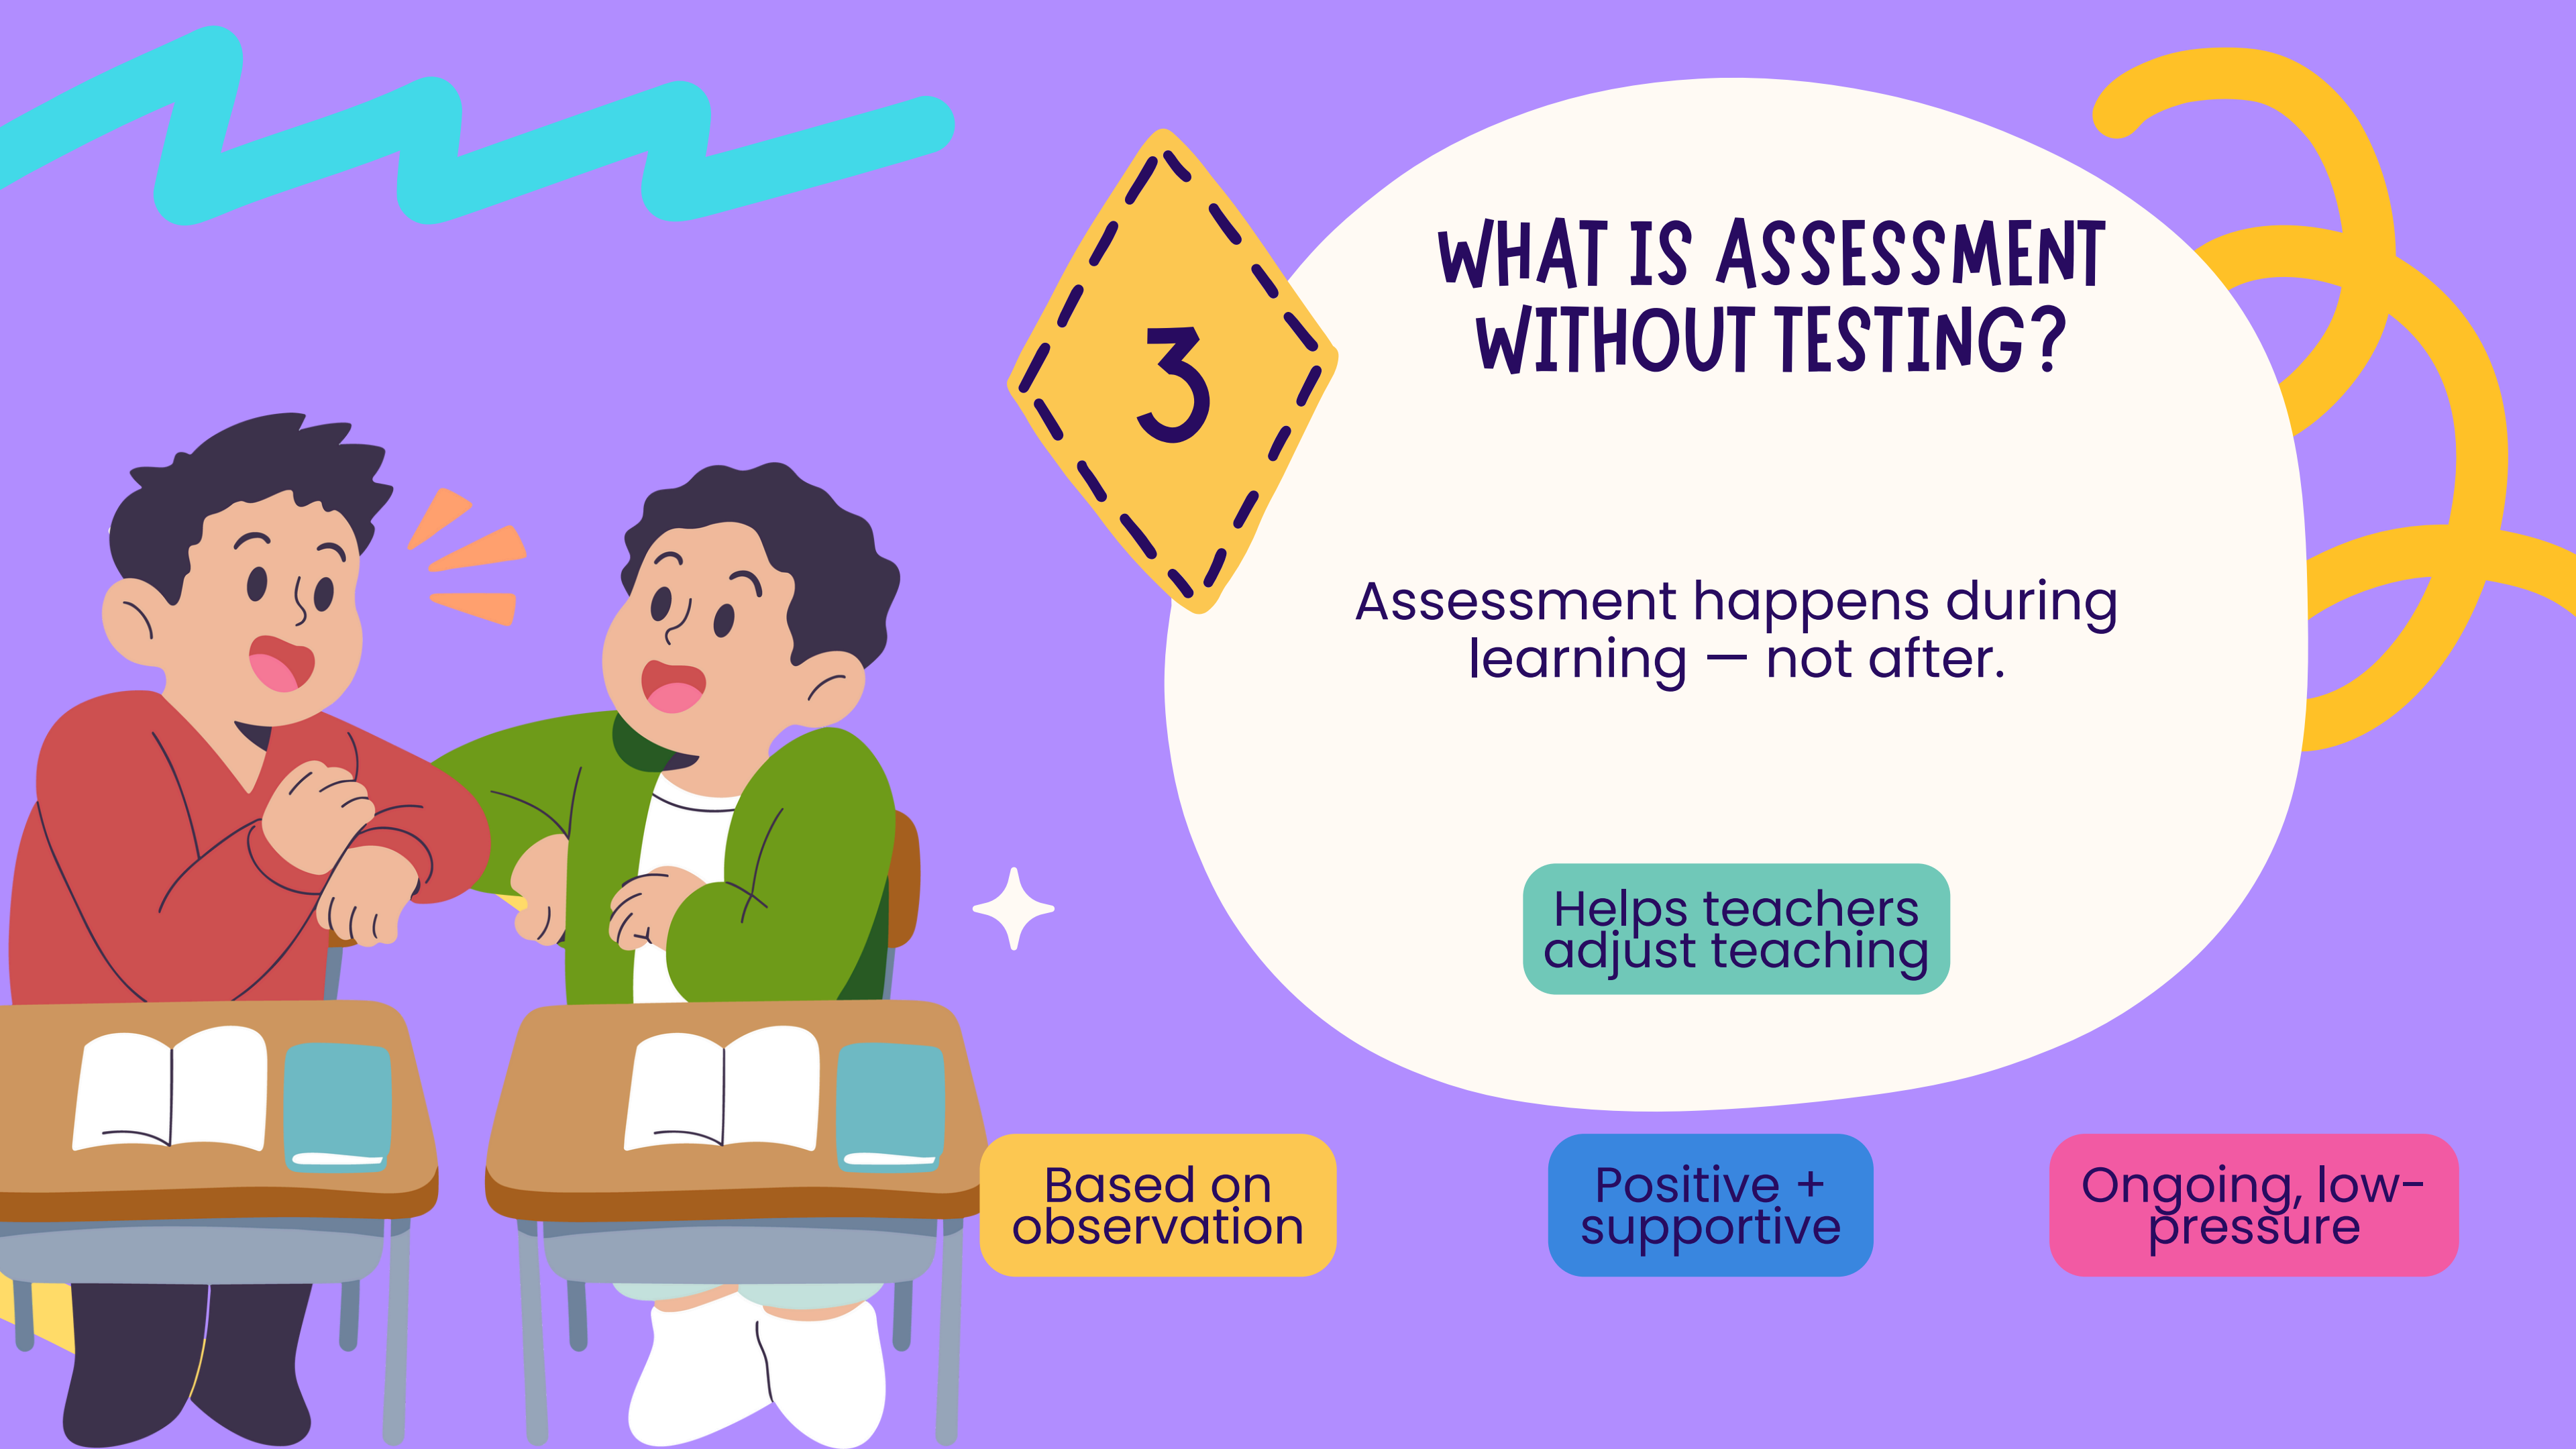 3
WHAT IS ASSESSMENT
WITHOUT TESTING?
Assessment happens during
learning — not after.
Helps teachers
adjust teaching
Based on
observation
Positive +
supportive
Ongoing, low-
pressure